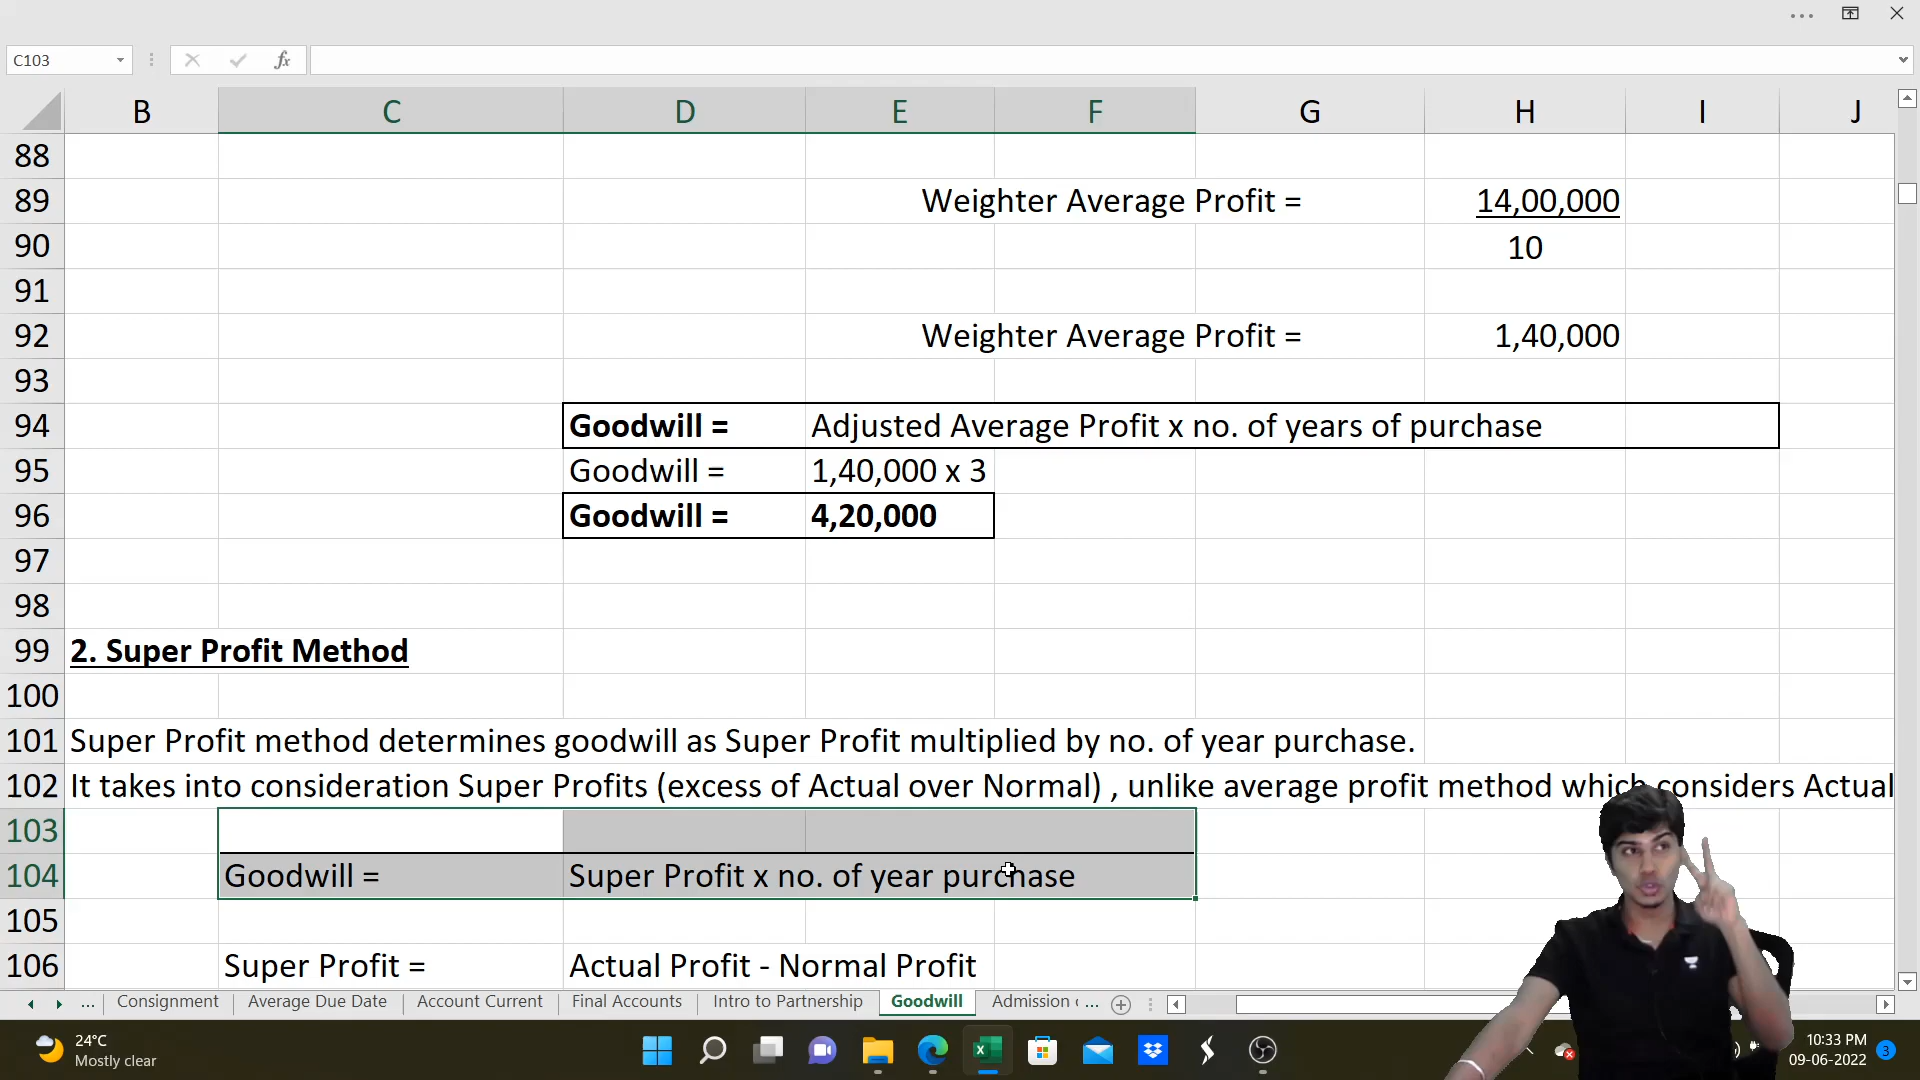 C103
fx
B C D E F G H I J
88
89 Weighter Average Profit = 14,00,000
90 10
91
92 Weighter Average Profit = 1,40,000
93
94 Goodwill = Adjusted Average Profit x no. of years of purchase
95 Goodwill = 1,40,000 x 3
96 Goodwill = 4,20,000
97
98
99 2. Super Profit Method
100
101 Super Profit method determines goodwill as Super Profit multiplied by no. of year purchase.
102 It takes into consideration Super Profits (excess of Actual over Normal) , unlike average profit method which considers Actual
103
104 Goodwill = Super Profit x no. of year purchase
105
106 Super Profit = Actual Profit - Normal Profit
... Consignment Average Due Date Account Current Final Accounts Intro to Partnership Goodwill Admission ...
24°C
Mostly clear
10:33 PM
09-06-2022
3